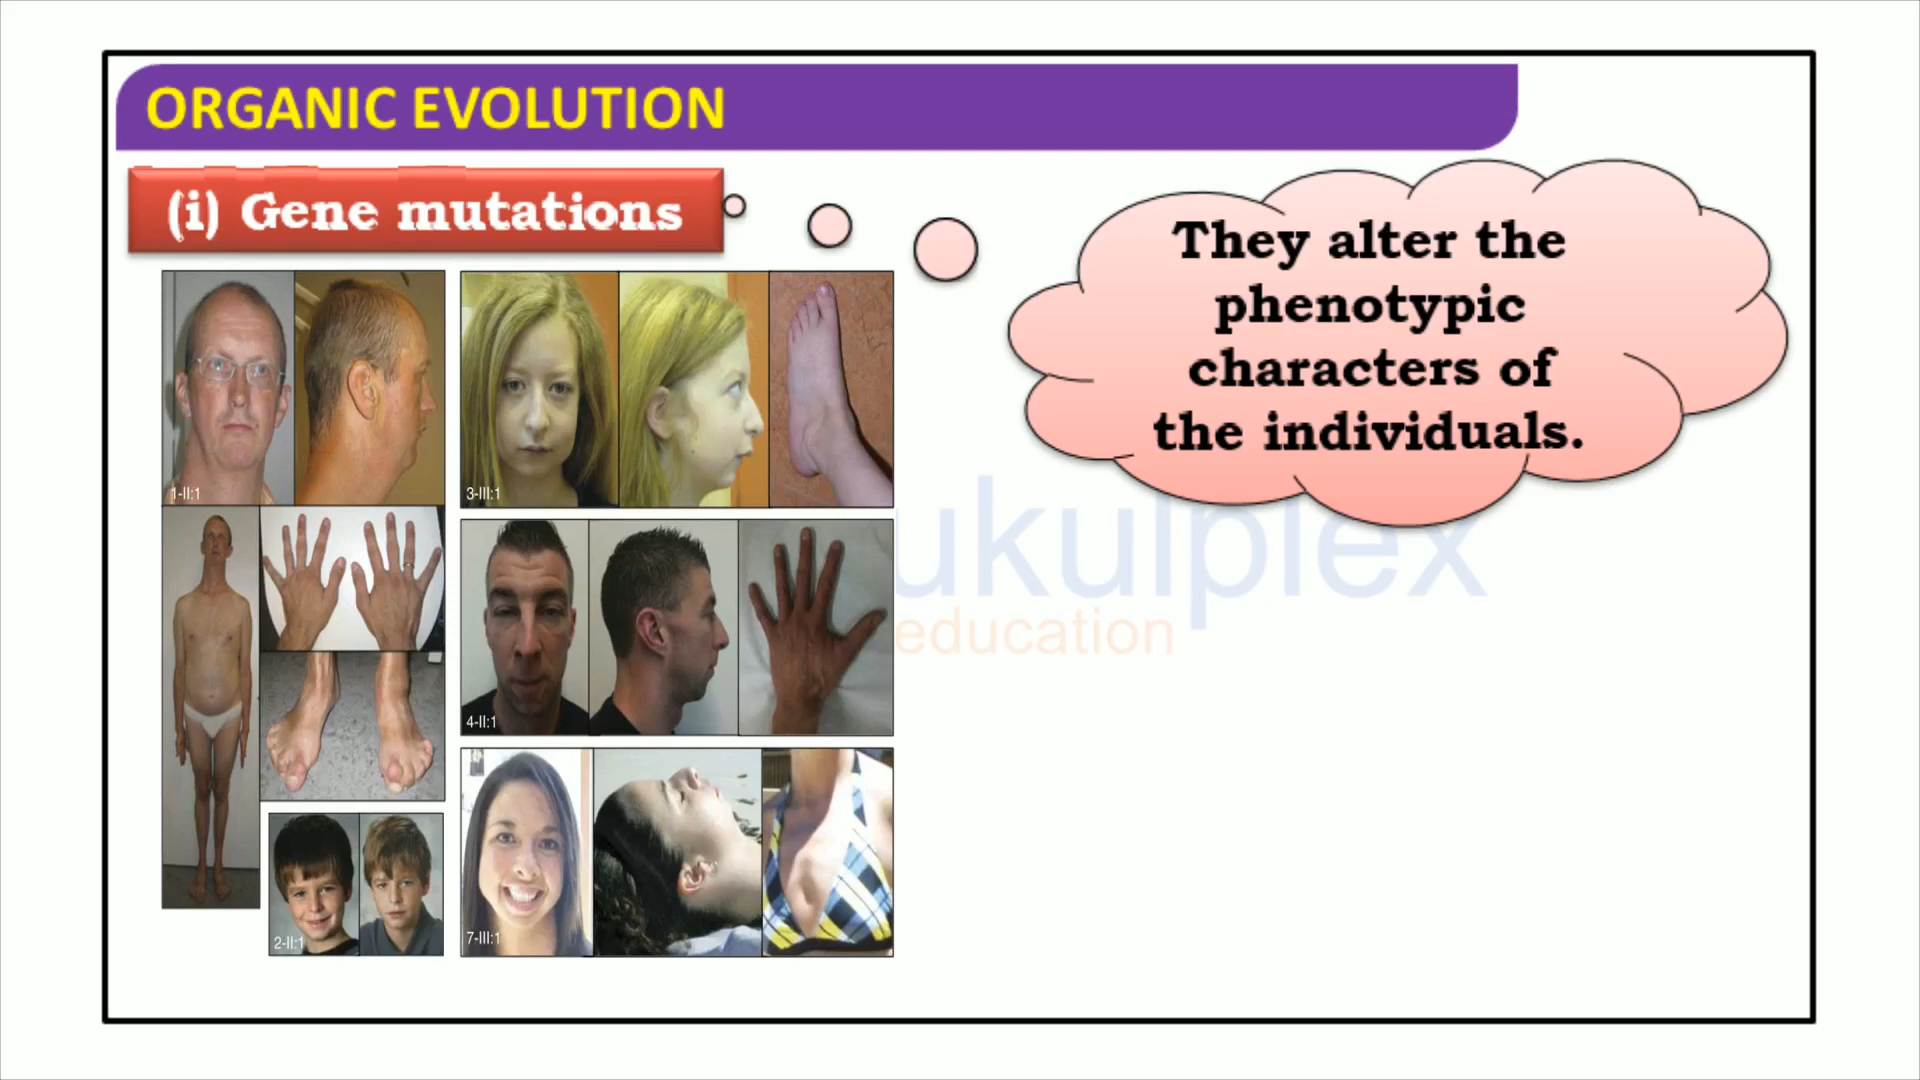 ORGANIC EVOLUTION
(i) Gene mutations
They alter the
phenotypic
characters of
the individuals.
1-II:1
3-III:1
4-II:1
2-II:1
7-III:1
ukulplex
education